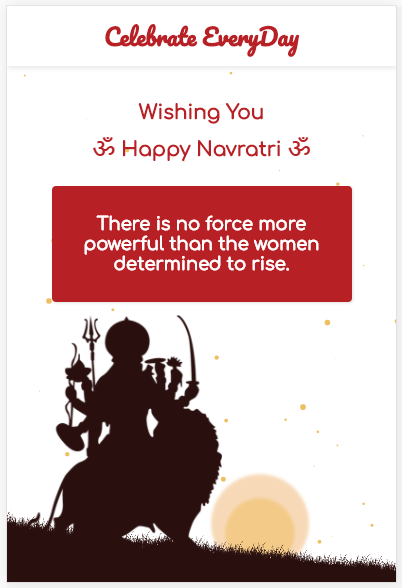 Celebrate EveryDay
Wishing You
ॐ Happy Navratri ॐ
There is no force more
powerful than the women
determined to rise.